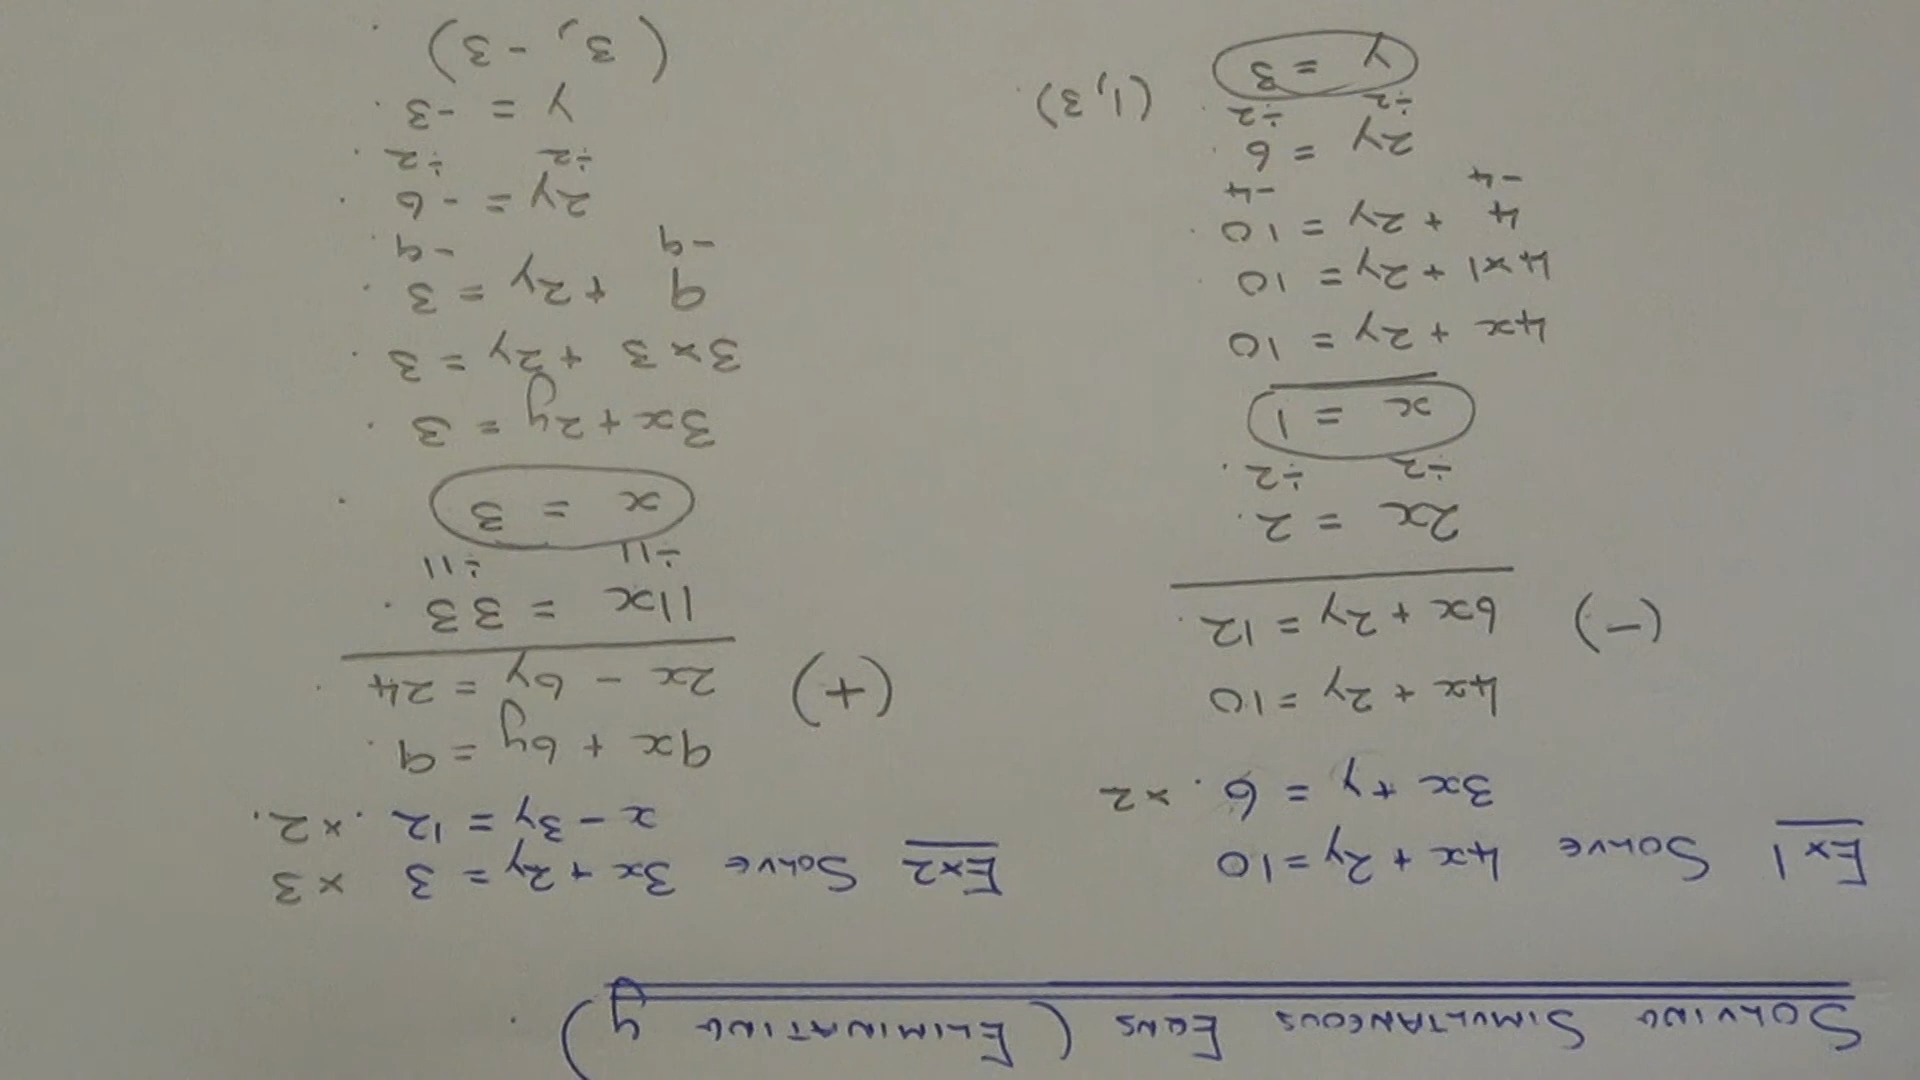 SOLVING SIMULTANEOUS EQNS (ELIMINATING y)
Ex1 SOLVE 4x + 2y = 10
3x + y = 6 . ×2
4x + 2y = 10
(-) 6x + 2y = 12.
2x = 2.
÷2 ÷2.
x = 1
4x + 2y = 10
4×1 + 2y = 10
4 + 2y = 10
-4 -4
2y = 6
÷2 ÷2
y = 3
(1, 3)
Ex2 SOLVE 3x + 2y = 3 ×3
x - 3y = 12 . ×2.
9x + 6y = 9.
(+) 2x - 6y = 24
11x = 33.
÷11 ÷11
x = 3
3x + 2y = 3
3 × 3 + 2y = 3
9 + 2y = 3
-9 -9
2y = -6
÷2 ÷2
y = -3
(3, -3)